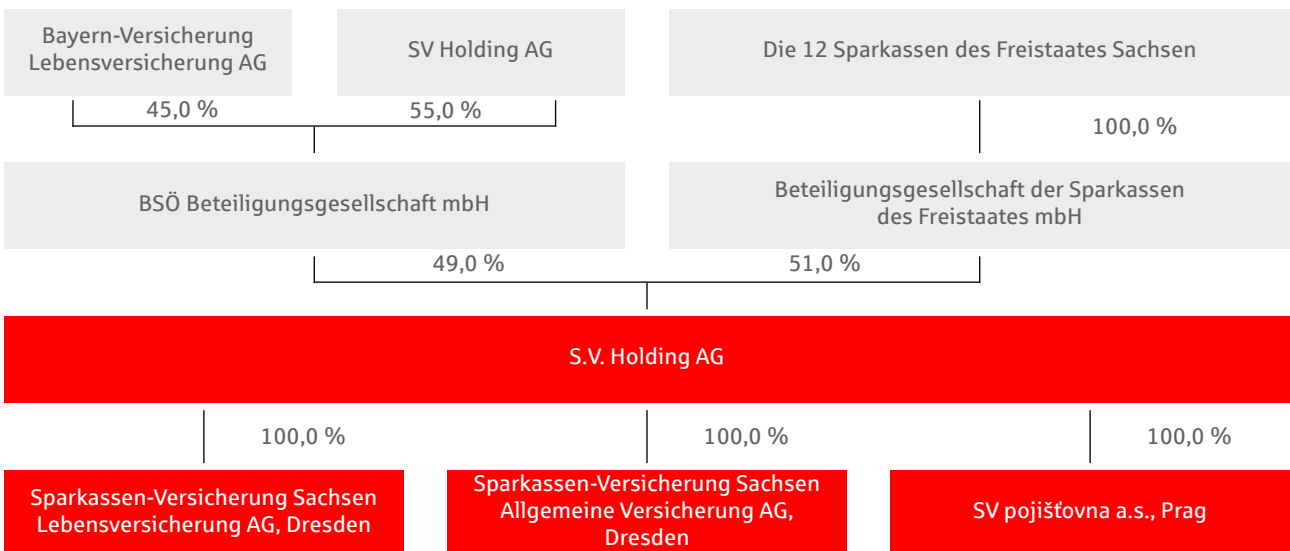 Bayern-Versicherung
Lebensversicherung AG
SV Holding AG
Die 12 Sparkassen des Freistaates Sachsen
45,0 %
55,0 %
100,0 %
BSÖ Beteiligungsgesellschaft mbH
Beteiligungsgesellschaft der Sparkassen
des Freistaates mbH
49,0 %
51,0 %
S.V. Holding AG
100,0 %
100,0 %
100,0 %
Sparkassen-Versicherung Sachsen
Lebensversicherung AG, Dresden
Sparkassen-Versicherung Sachsen
Allgemeine Versicherung AG,
Dresden
SV pojišťovna a.s., Prag